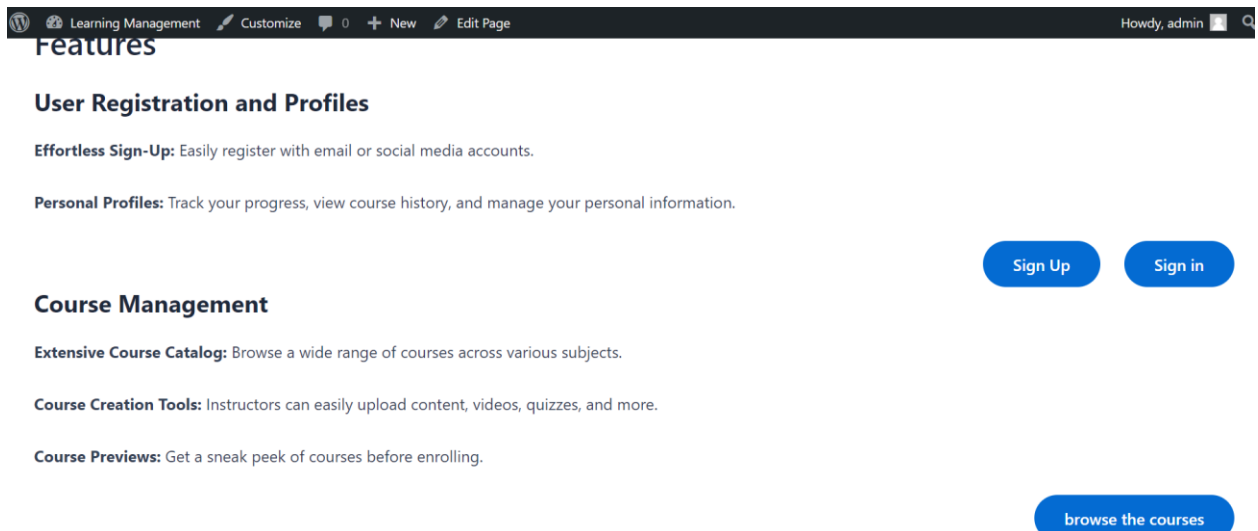 Learning Management Customize 0 New Edit Page Howdy, admin
Features
User Registration and Profiles
Effortless Sign-Up: Easily register with email or social media accounts.
Personal Profiles: Track your progress, view course history, and manage your personal information.
Sign Up Sign in
Course Management
Extensive Course Catalog: Browse a wide range of courses across various subjects.
Course Creation Tools: Instructors can easily upload content, videos, quizzes, and more.
Course Previews: Get a sneak peek of courses before enrolling.
browse the courses